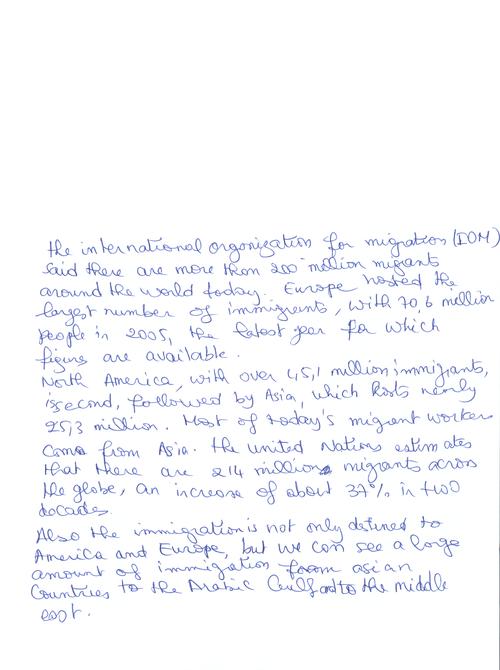 the international organization for migration (IOM)
said there are more than 200 million migrants
around the world today. Europe hosted the
largest number of immigrants, with 70,6 million
people in 2005, the latest year for which
figures are available.
North America, with over 45,1 million immigrants,
is second, followed by Asia, which hosts nearly
25,3 million. Most of today's migrant workers
came from Asia. the united Nations estimates
that there are 214 million migrants across
the globe, an increase of about 37% in two
decades.
Also the immigration is not only defined to
America and Europe, but we can see a large
amount of immigration from asian
Countries to the Arabic Gulf and to the middle
east.